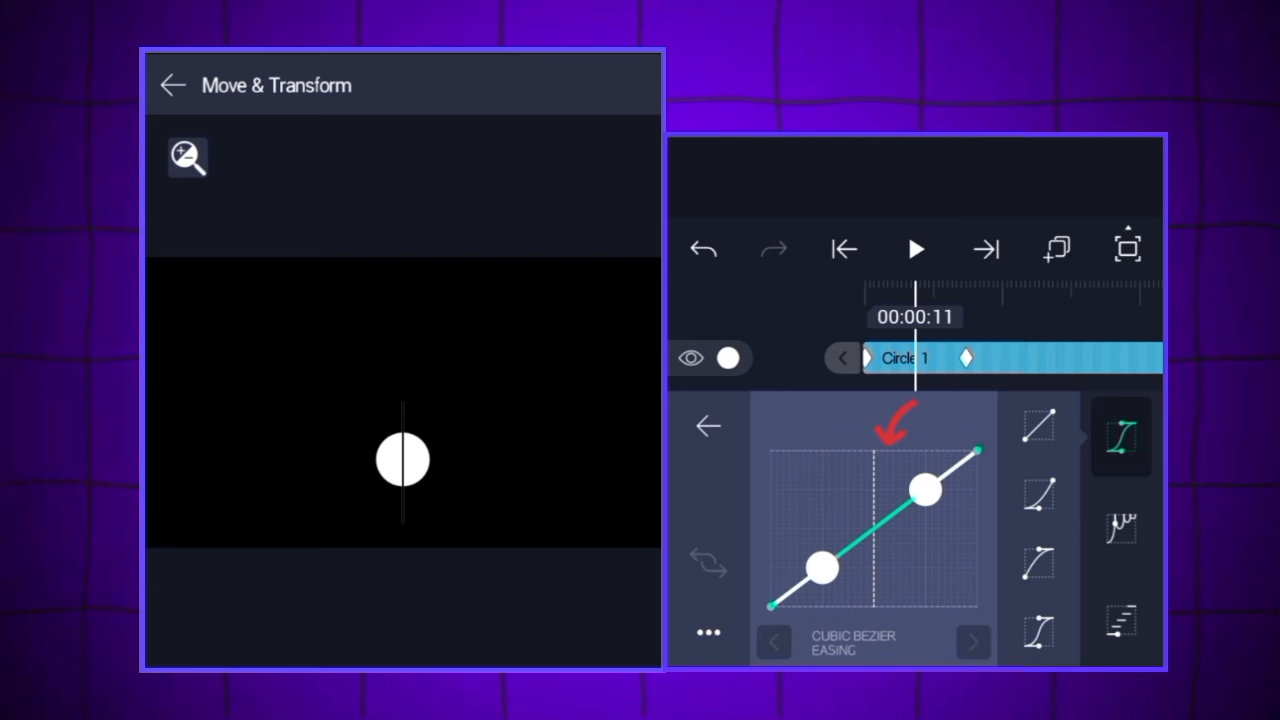 Move & Transform
00:00:11
Circle 1
CUBIC BEZIER
EASING